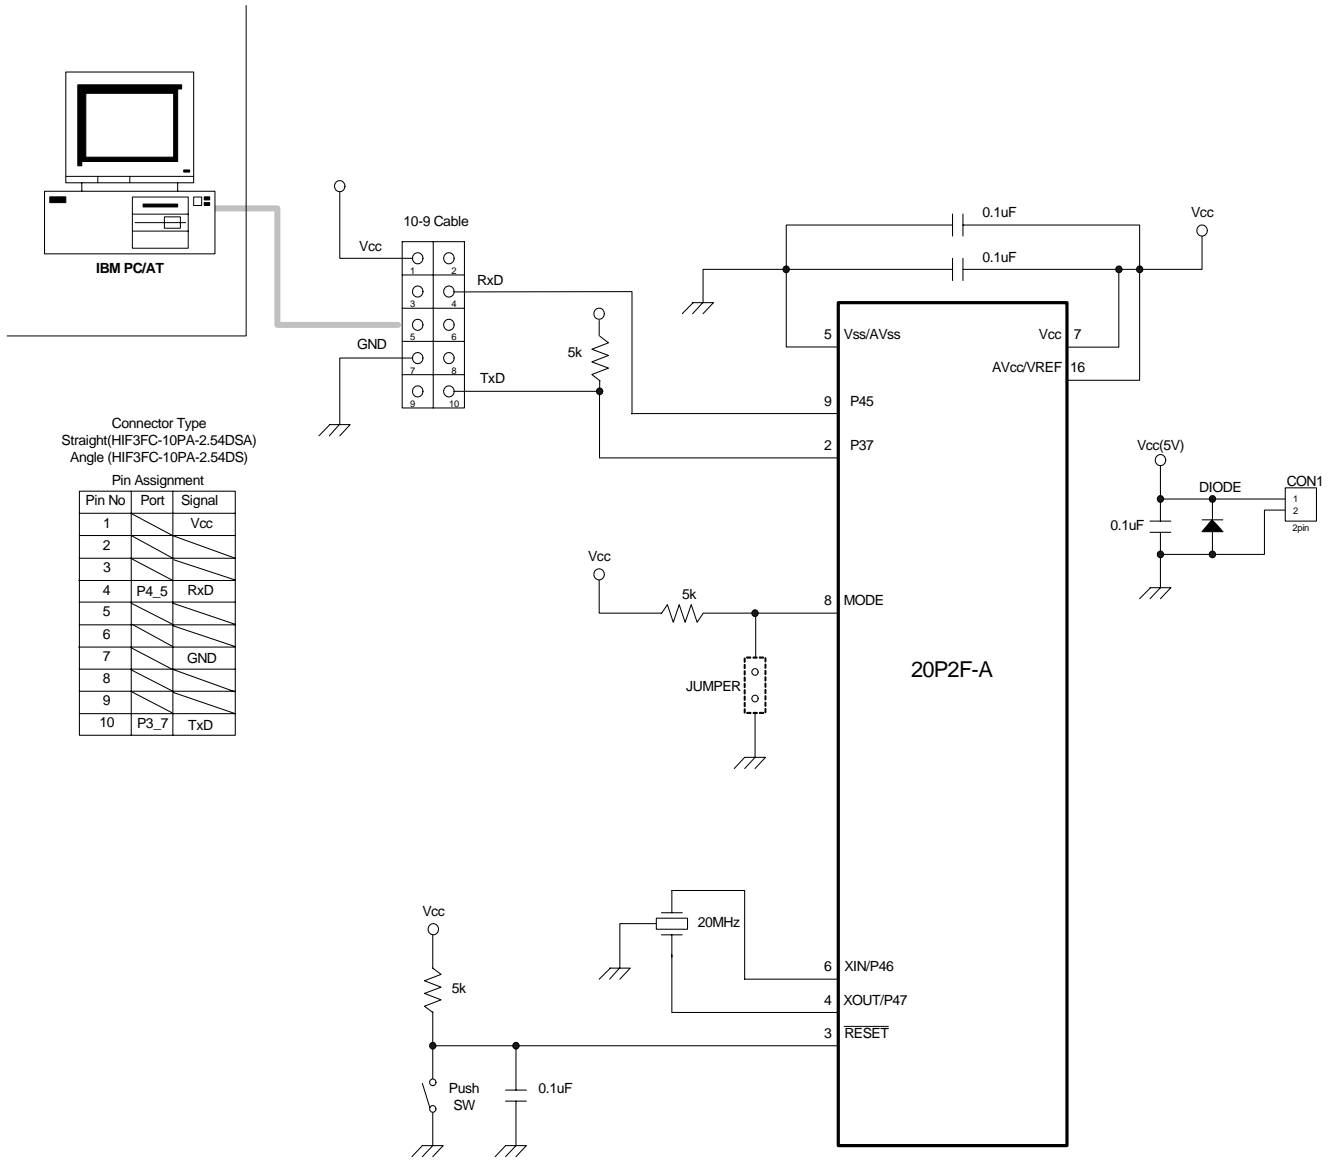 IBM PC/AT
10-9 Cable
Vcc
1
2
RxD
3
4
5
6
GND
7
8
TxD
9
10
5k
0.1uF
0.1uF
Vcc
5 Vss/AVss
Vcc 7
AVcc/VREF 16
9 P45
2 P37
Connector Type
Straight(HIF3FC-10PA-2.54DSA)
Angle (HIF3FC-10PA-2.54DS)
Pin Assignment
Pin No Port Signal
1 Vcc
2
3
4 P4_5 RxD
5
6
7 GND
8
9
10 P3_7 TxD
Vcc(5V)
0.1uF
DIODE
CON1
1
2
2pin
Vcc
5k
8 MODE
JUMPER
20P2F-A
20MHz
6 XIN/P46
4 XOUT/P47
3 RESET
Vcc
5k
Push
SW
0.1uF